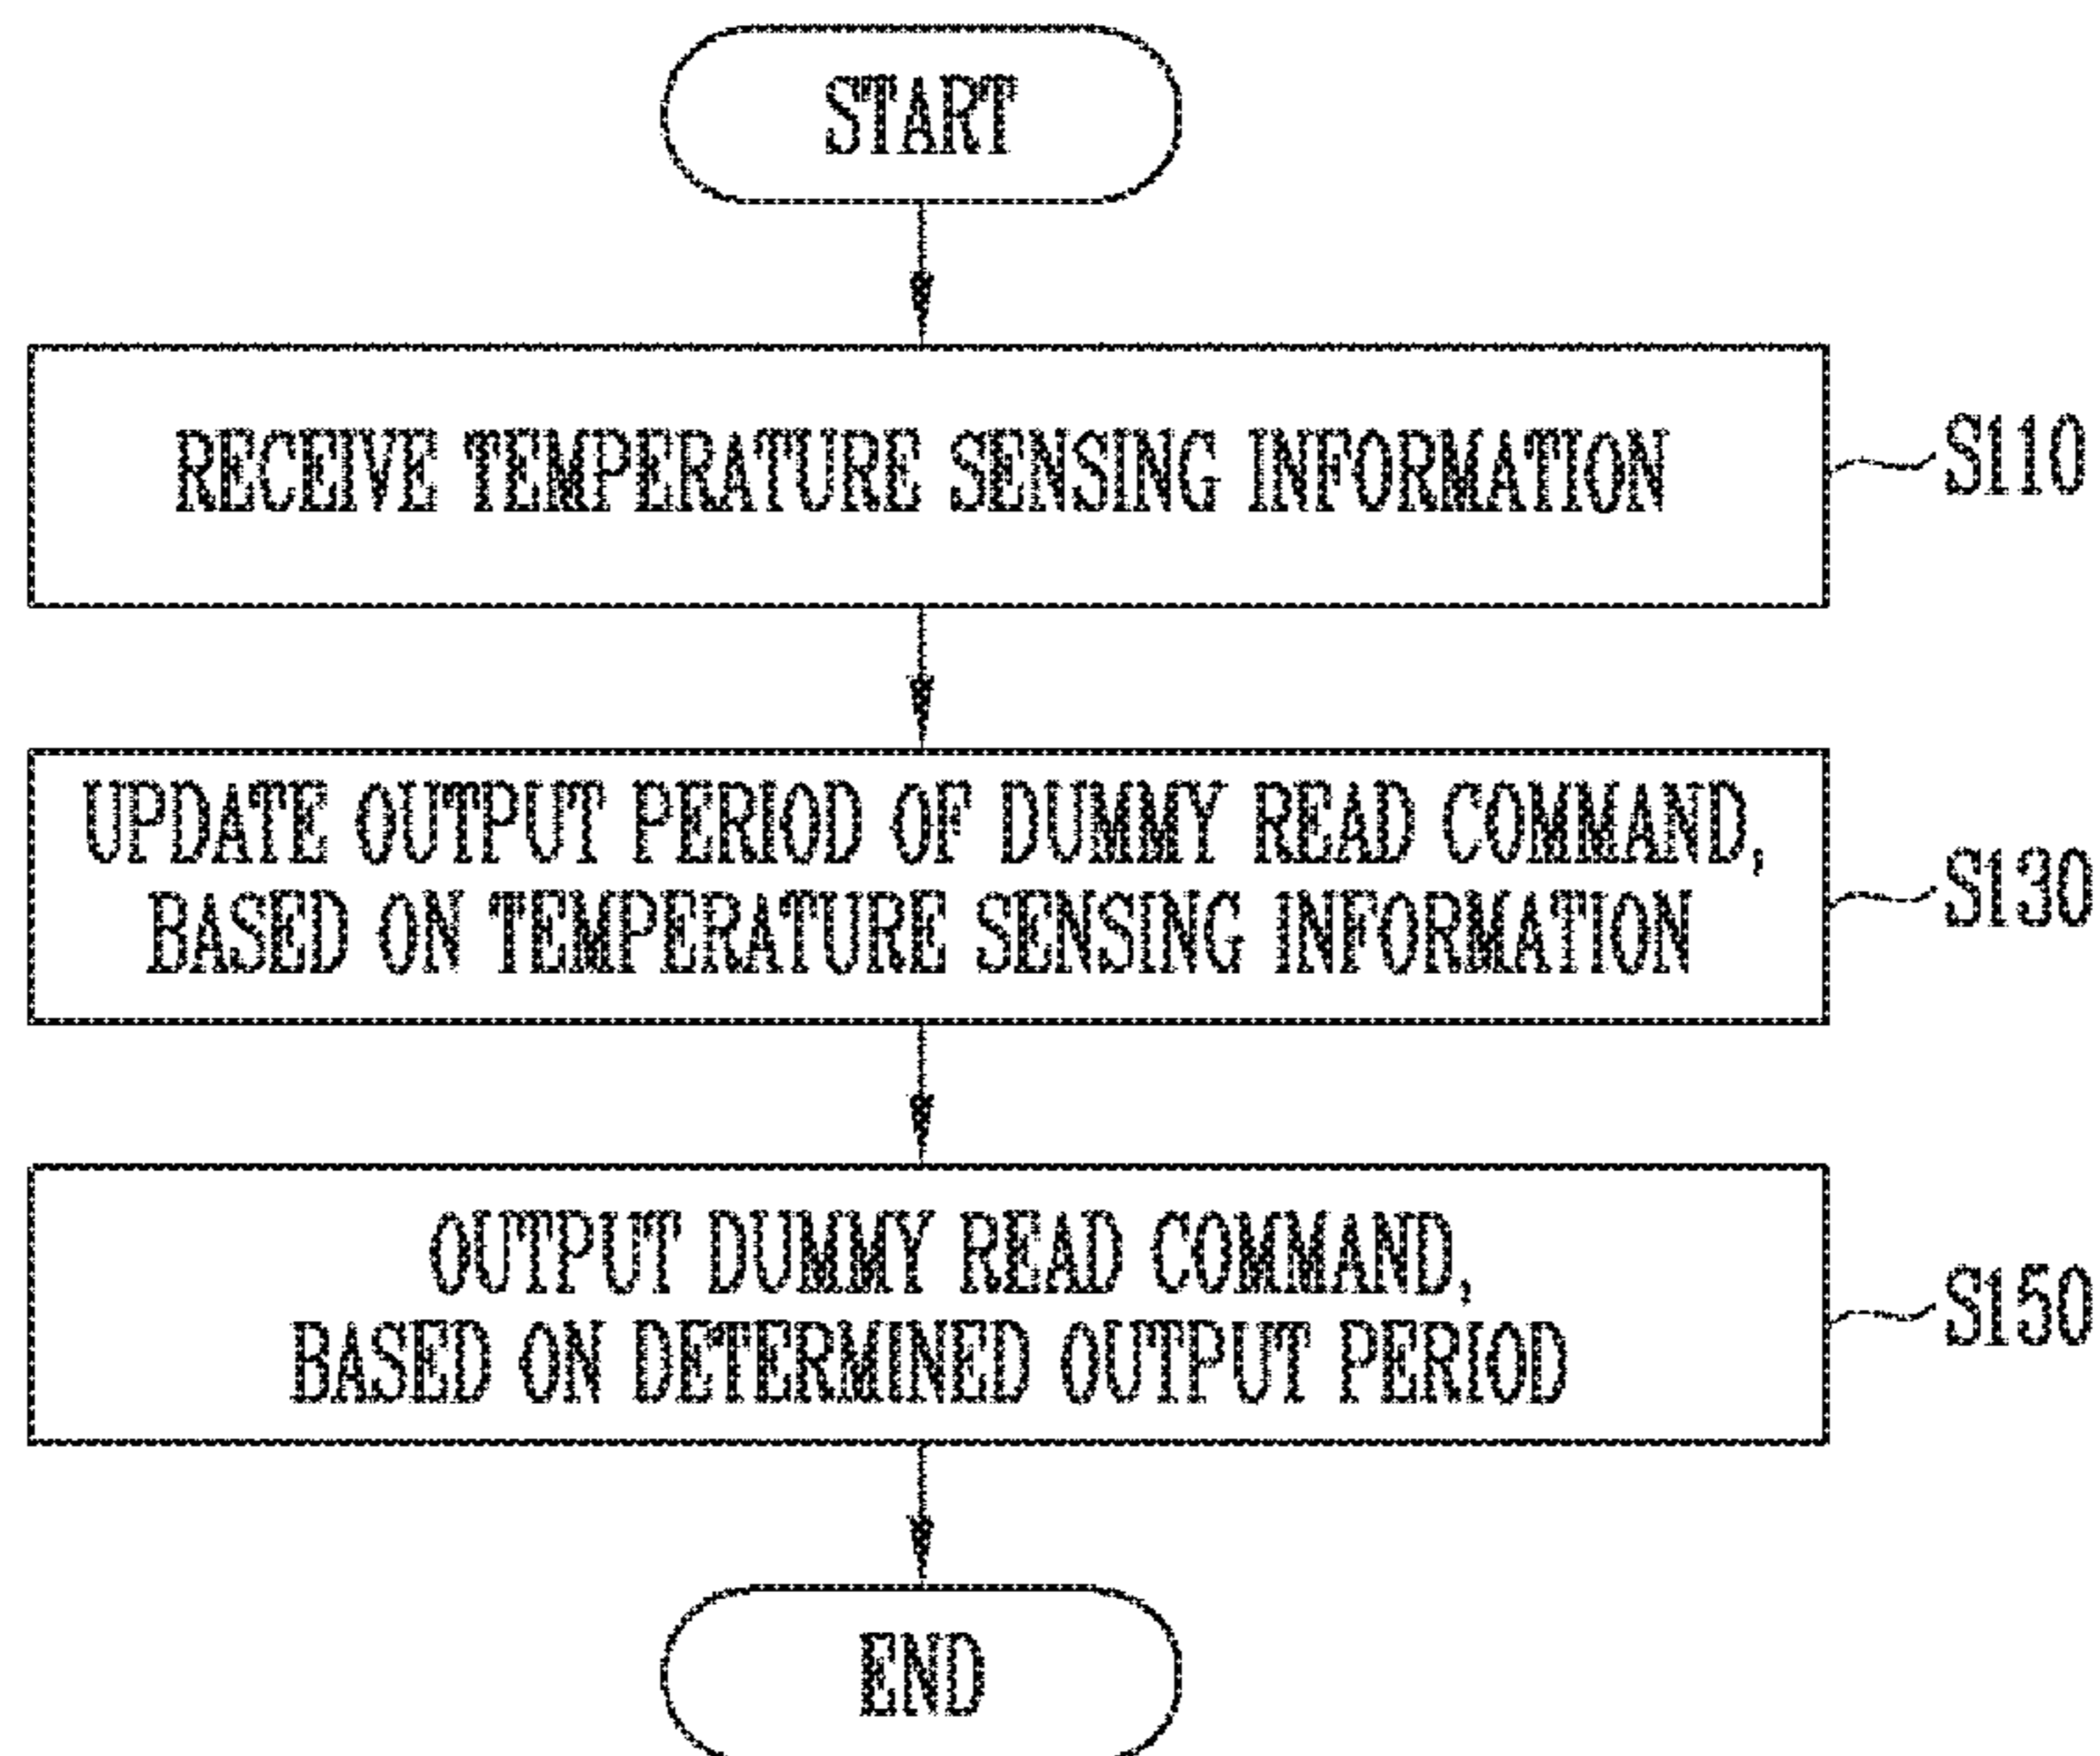 START
RECEIVE TEMPERATURE SENSING INFORMATION
S110
UPDATE OUTPUT PERIOD OF DUMMY READ COMMAND,
BASED ON TEMPERATURE SENSING INFORMATION
S130
OUTPUT DUMMY READ COMMAND,
BASED ON DETERMINED OUTPUT PERIOD
S150
END